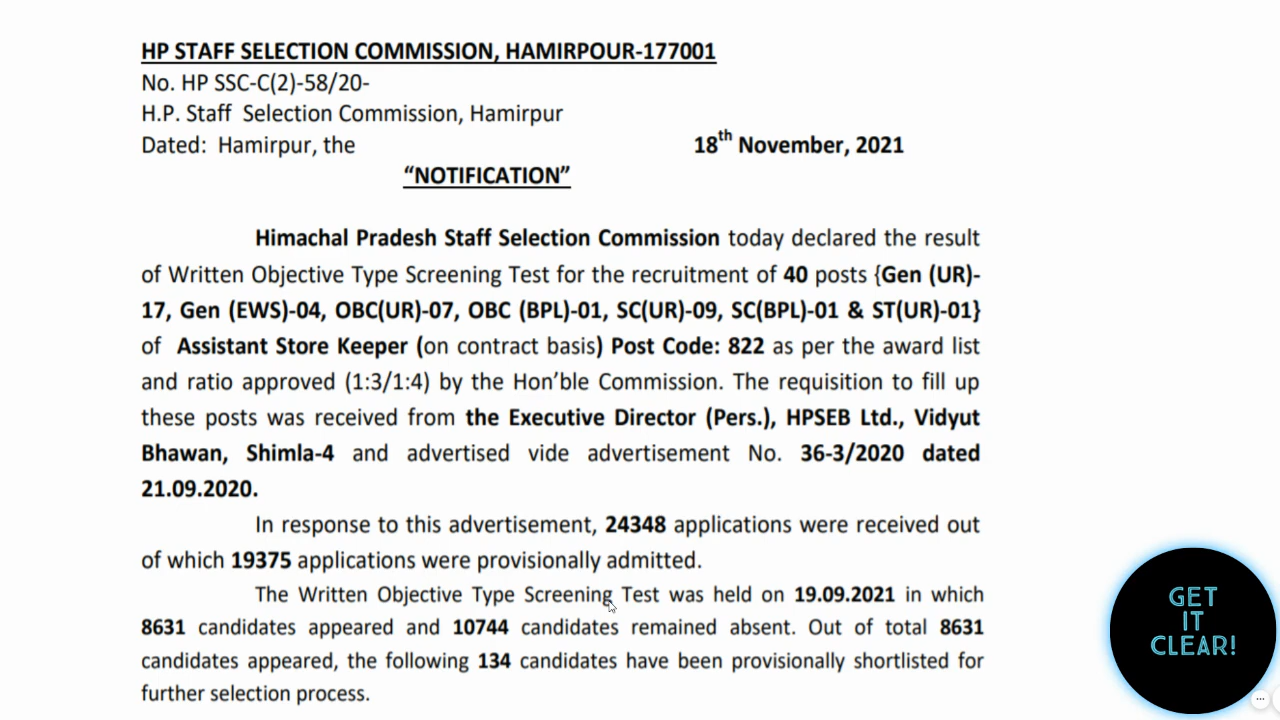 HP STAFF SELECTION COMMISSION, HAMIRPOUR-177001
No. HP SSC-C(2)-58/20-
H.P. Staff Selection Commission, Hamirpur
Dated: Hamirpur, the 18th November, 2021
“NOTIFICATION”
Himachal Pradesh Staff Selection Commission today declared the result
of Written Objective Type Screening Test for the recruitment of 40 posts {Gen (UR)-
17, Gen (EWS)-04, OBC(UR)-07, OBC (BPL)-01, SC(UR)-09, SC(BPL)-01 & ST(UR)-01}
of Assistant Store Keeper (on contract basis) Post Code: 822 as per the award list
and ratio approved (1:3/1:4) by the Hon’ble Commission. The requisition to fill up
these posts was received from the Executive Director (Pers.), HPSEB Ltd., Vidyut
Bhawan, Shimla-4 and advertised vide advertisement No. 36-3/2020 dated
21.09.2020.
In response to this advertisement, 24348 applications were received out
of which 19375 applications were provisionally admitted.
The Written Objective Type Screening Test was held on 19.09.2021 in which
8631 candidates appeared and 10744 candidates remained absent. Out of total 8631
candidates appeared, the following 134 candidates have been provisionally shortlisted for
further selection process.
GET
IT
CLEAR!